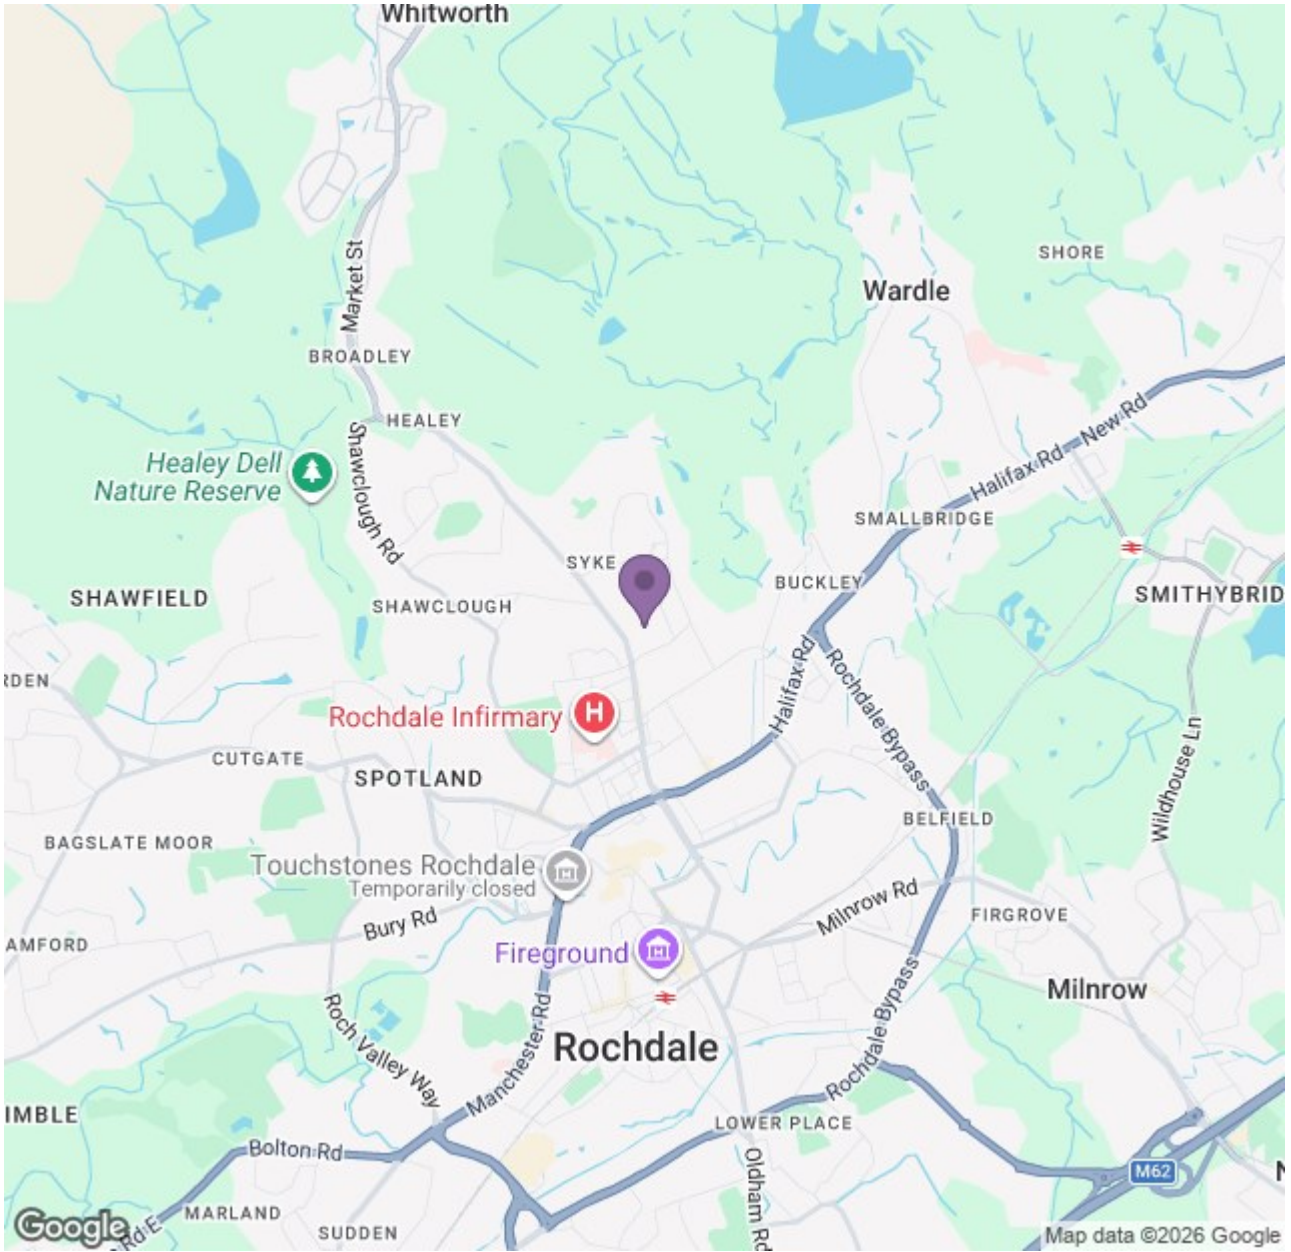 Whitworth
Market St
SHORE
Wardle
BROADLEY
HEALEY
Halifax Rd - New Rd
Shawclough Rd
Healey Dell
Nature Reserve
SMALLBRIDGE
SYKE
BUCKLEY
SHAWFIELD
SHAWCLOUGH
SMITHYBRID
RDEN
Halifax Rd
Rochdale Bypass
Rochdale Infirmary
H
Wildhouse Ln
CUTGATE
SPOTLAND
BELFIELD
BAGSLATE MOOR
Touchstones Rochdale
Temporarily closed
Bury Rd
Milnrow Rd
FIRGROVE
AMFORD
Fireground
Milnrow
Roch Valley Way
Manchester Rd
Rochdale
Rochdale Bypass
IMBLE
LOWER PLACE
Bolton Rd
Oldham Rd
M62
N
MARLAND
SUDDEN
Google
Rd E
Map data ©2026 Google